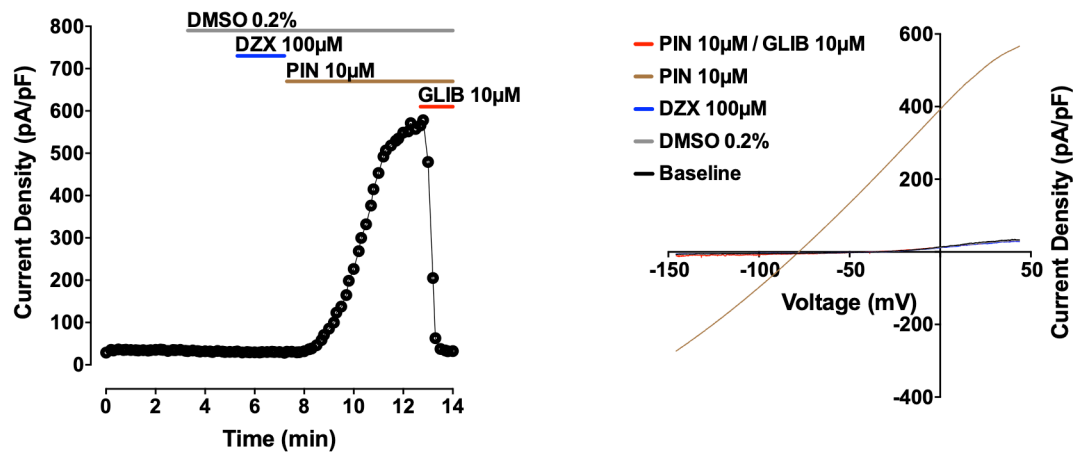 DMSO 0.2%
DZX 100µM
PIN 10µM
GLIB 10µM
800
700
600
500
400
300
200
100
0
Current Density (pA/pF)
0 2 4 6 8 10 12 14
Time (min)
PIN 10µM / GLIB 10µM
PIN 10µM
DZX 100µM
DMSO 0.2%
Baseline
600
400
200
-200
-400
-150 -100 -50 0 50
Voltage (mV)
Current Density (pA/pF)